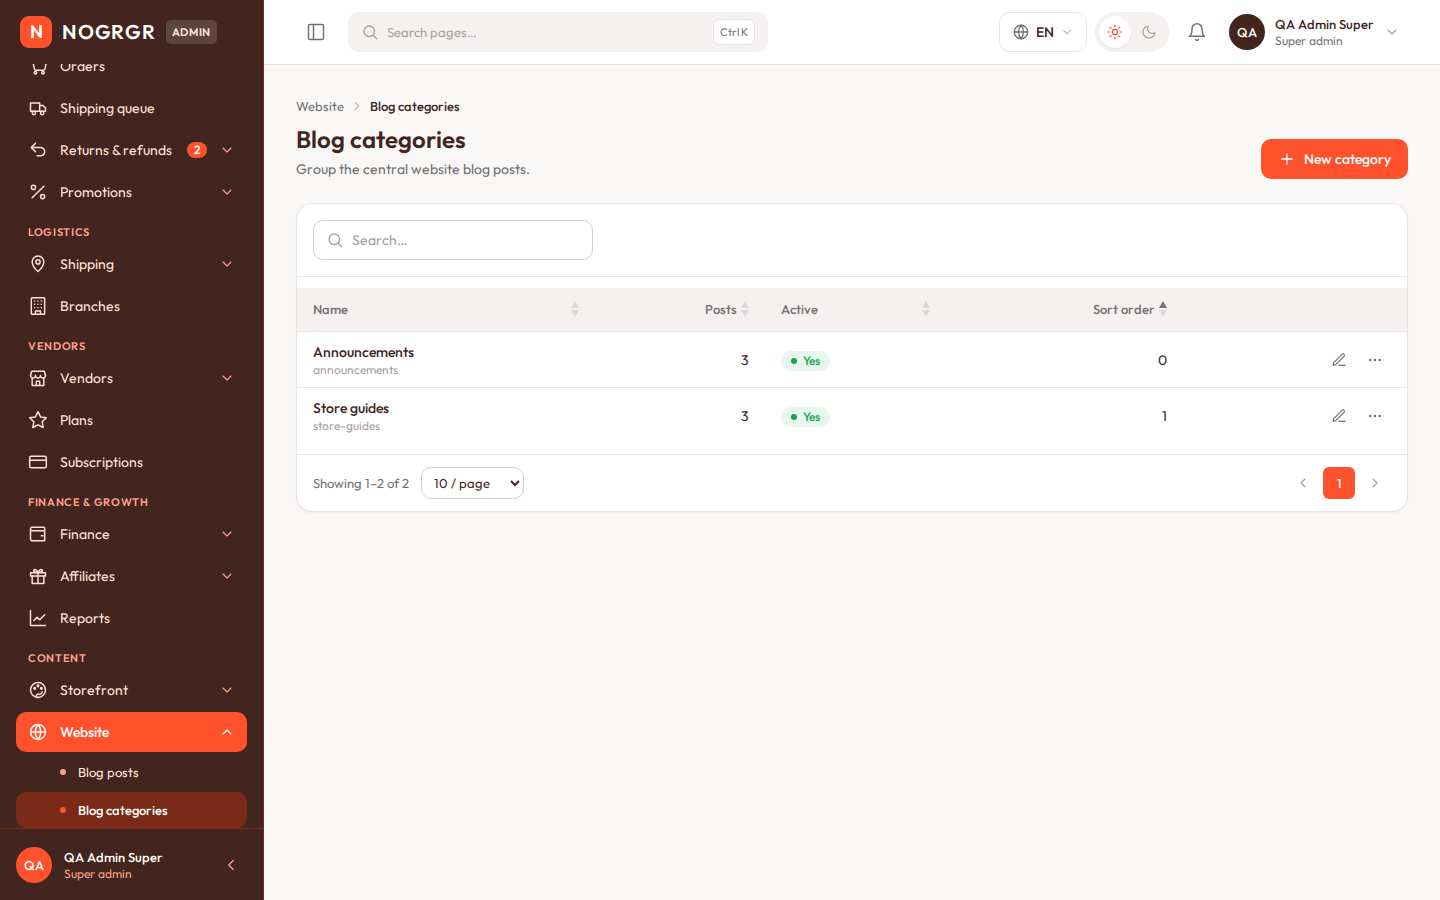 N NOGRGR ADMIN
Orders
Shipping queue
Returns & refunds 2
Promotions
LOGISTICS
Shipping
Branches
VENDORS
Vendors
Plans
Subscriptions
FINANCE & GROWTH
Finance
Affiliates
Reports
CONTENT
Storefront
Website
Blog posts
Blog categories
QA QA Admin Super
Super admin
Search pages... Ctrl K
EN
QA QA Admin Super
Super admin
Website > Blog categories
Blog categories
Group the central website blog posts.
+ New category
Search...
Name Posts Active Sort order
Announcements 3 Yes 0
announcements
Store guides 3 Yes 1
store-guides
Showing 1–2 of 2 10 / page 1